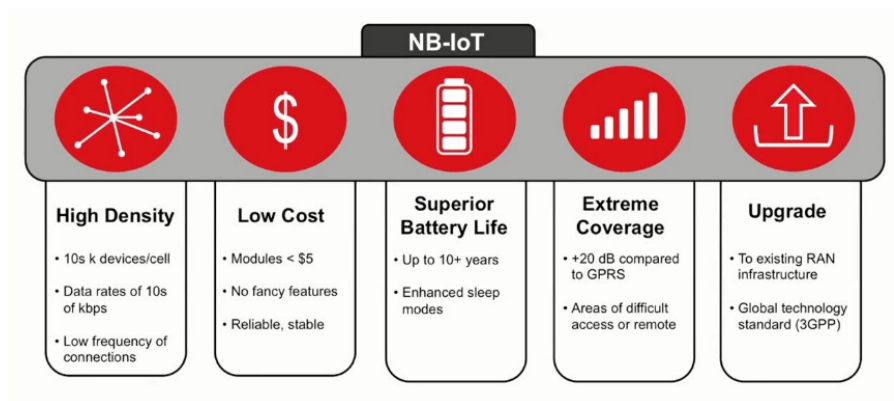 NB-IoT
$
High Density
• 10s k devices/cell
• Data rates of 10s
of kbps
• Low frequency of
connections
Low Cost
• Modules < $5
• No fancy features
• Reliable, stable
Superior
Battery Life
• Up to 10+ years
• Enhanced sleep
modes
Extreme
Coverage
• +20 dB compared
to GPRS
• Areas of difficult
access or remote
Upgrade
• To existing RAN
infrastructure
• Global technology
standard (3GPP)